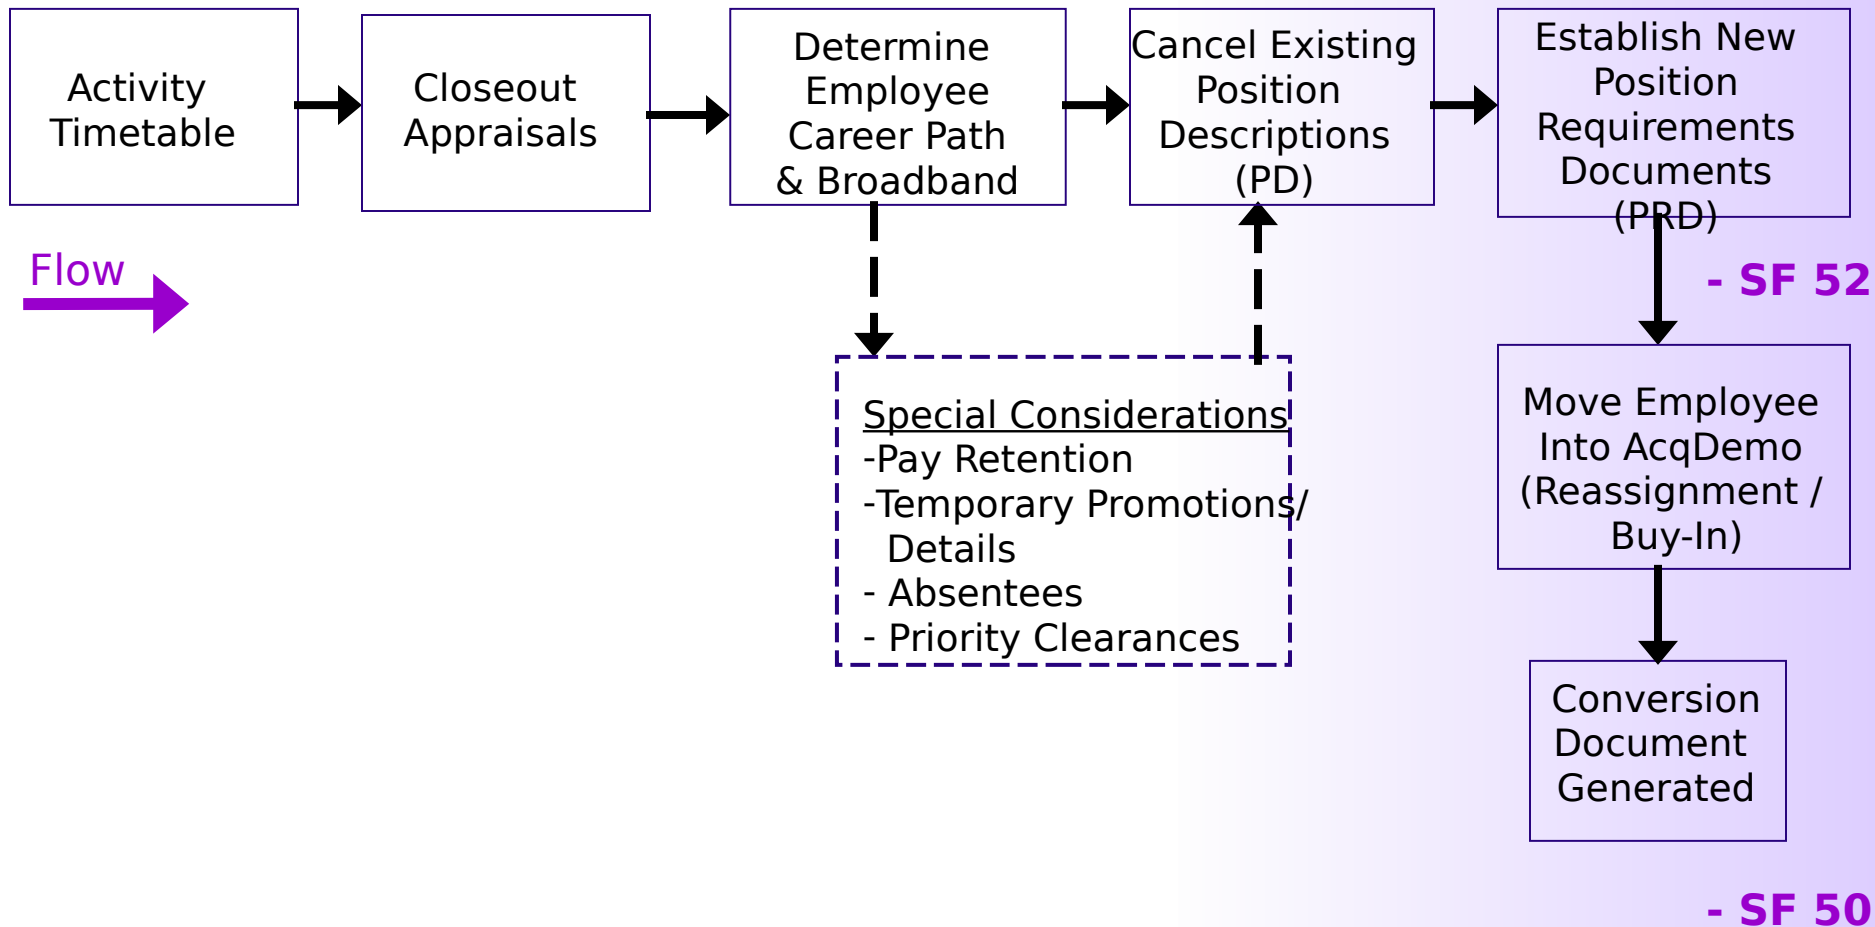 Activity
Timetable
Closeout
Appraisals
Determine
Employee
Career Path
& Broadband
Cancel Existing
Position
Descriptions
(PD)
Establish New
Position
Requirements
Documents
(PRD)
Flow
- SF 52
Special Considerations
-Pay Retention
-Temporary Promotions/
Details
- Absentees
- Priority Clearances
Move Employee
Into AcqDemo
(Reassignment /
Buy-In)
Conversion
Document
Generated
- SF 50